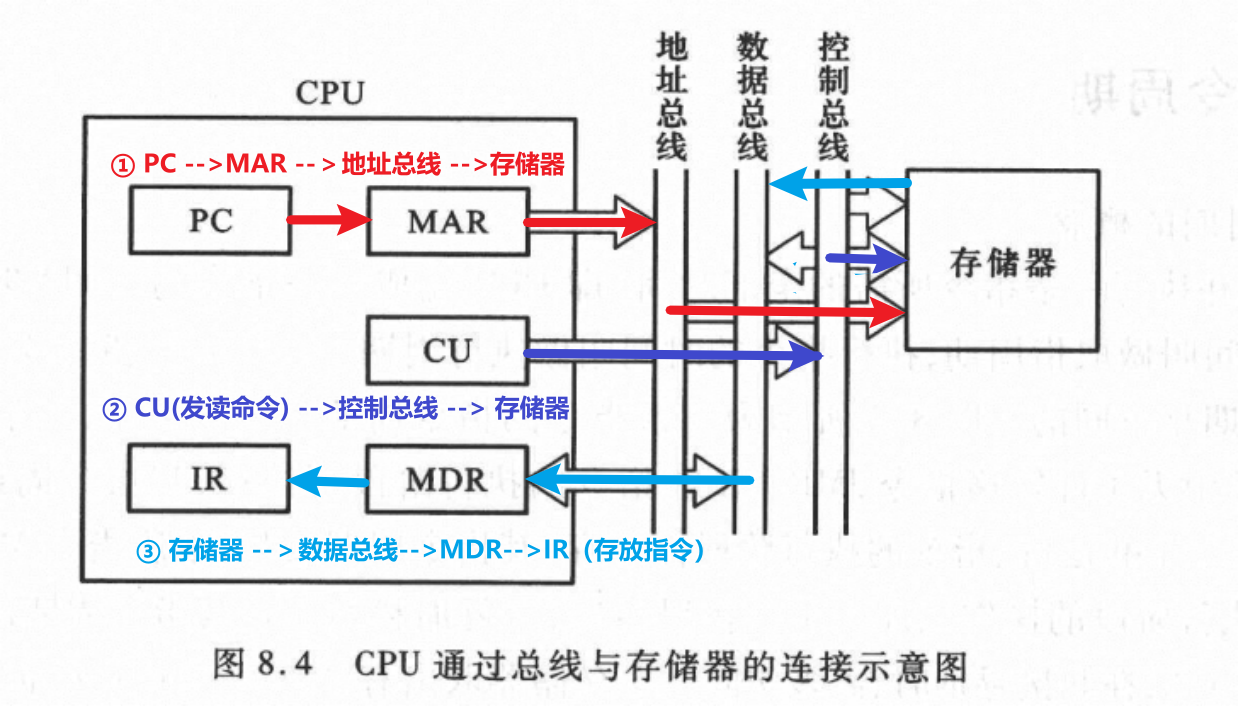 地址总线
数据总线
控制总线
CPU
① PC -->MAR --> 地址总线 -->存储器
PC
MAR
存储器
CU
② CU(发读命令) -->控制总线 --> 存储器
IR
MDR
③ 存储器 --> 数据总线-->MDR-->IR（存放指令）
图 8.4 CPU 通过总线与存储器的连接示意图